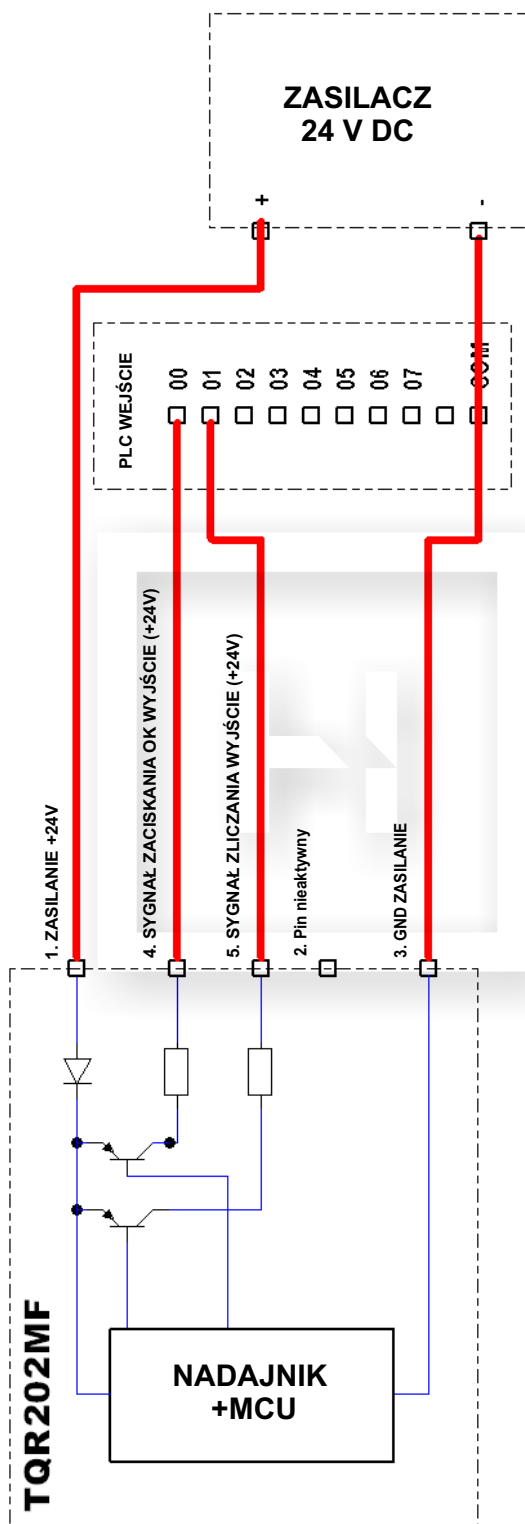 ZASILACZ
24 V DC
+
-
PLC WEJŚCIE
00
01
02
03
04
05
06
07
COM
1. ZASILANIE +24V
4. SYGNAŁ ZACISKANIA OK WYJŚCIE (+24V)
5. SYGNAŁ ZLICZANIA WYJŚCIE (+24V)
2. Pin nieaktywny
3. GND ZASILANIE
TQR202MF
NADAJNIK
+MCU